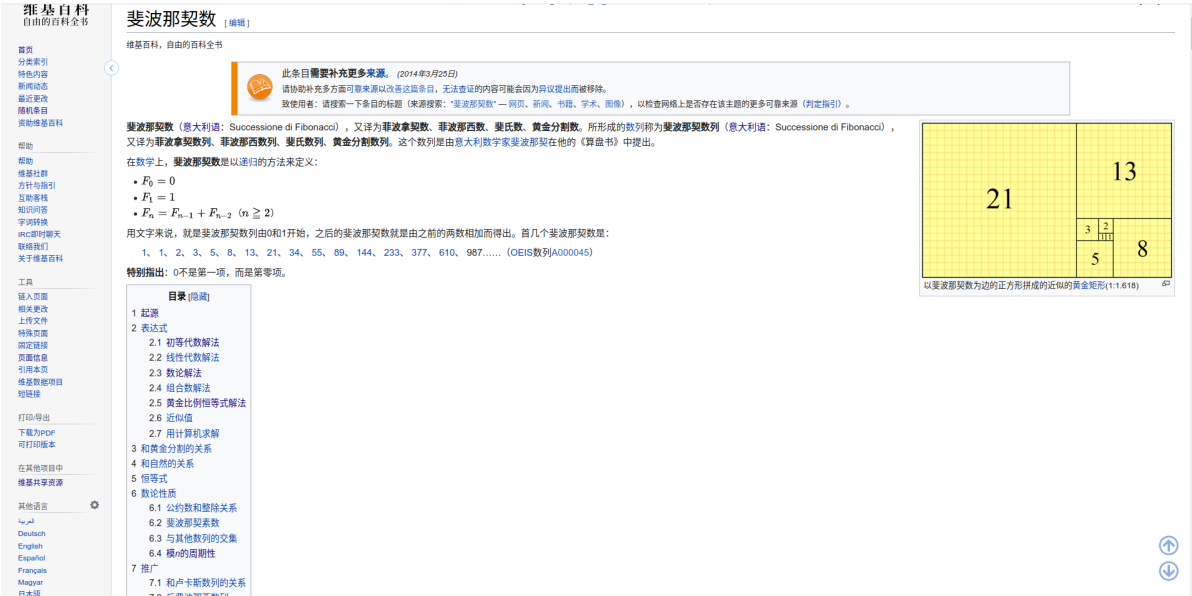 维基百科
自由的百科全书
首页
分类索引
特色内容
新闻动态
最近更改
随机条目
资助维基百科
帮助
帮助
维基社群
方针与指引
互助客栈
知识问答
字词转换
IRC即时聊天
联络我们
关于维基百科
工具
链入页面
相关更改
上传文件
特殊页面
固定链接
页面信息
引用本页
维基数据项目
短链接
打印/导出
下载为PDF
可打印版本
在其他项目中
维基共享资源
其他语言
العربية
Deutsch
English
Español
Français
Magyar
日本語
斐波那契数 [编辑]
维基百科，自由的百科全书
此条目需要补充更多来源。 (2014年3月25日)
请协助补充多方面可靠来源以改善这篇条目，无法查证的内容可能会因为异议提出而被移除。
致使用者：请搜索一下条目的标题（来源搜索："斐波那契数" — 网页、新闻、书籍、学术、图像），以检查网络上是否存在该主题的更多可靠来源（判定指引）。
斐波那契数（意大利语：Successione di Fibonacci），又译为菲波拿契数、菲波那西数、斐氏数、黄金分割数。所形成的数列称为斐波那契数列（意大利语：Successione di Fibonacci），
又译为菲波拿契数列、菲波那西数列、斐氏数列、黄金分割数列。这个数列是由意大利数学家斐波那契在他的《算盘书》中提出。
在数学上，斐波那契数是以递归的方法来定义：
• F₀ = 0
• F₁ = 1
• Fₙ = Fₙ₋₁ + Fₙ₋₂（n ≧ 2）
用文字来说，就是斐波那契数列由0和1开始，之后的斐波那契数就是由之前的两数相加而得出。首几个斐波那契数是：
1、 1、 2、 3、 5、 8、 13、 21、 34、 55、 89、 144、 233、 377、 610、 987……（OEIS数列A000045）
特别指出：0不是第一项，而是第零项。
目录 [隐藏]
1 起源
2 表达式
2.1 初等代数解法
2.2 线性代数解法
2.3 数论解法
2.4 组合数解法
2.5 黄金比例恒等式解法
2.6 近似值
2.7 用计算机求解
3 和黄金分割的关系
4 和自然的关系
5 恒等式
6 数论性质
6.1 公约数和整除关系
6.2 斐波那契素数
6.3 与其他数列的交集
6.4 模n的周期性
7 推广
7.1 和卢卡斯数列的关系
21
13
3
2
1
1
8
5
以斐波那契数为边的正方形拼成的近似的黄金矩形(1:1.618)